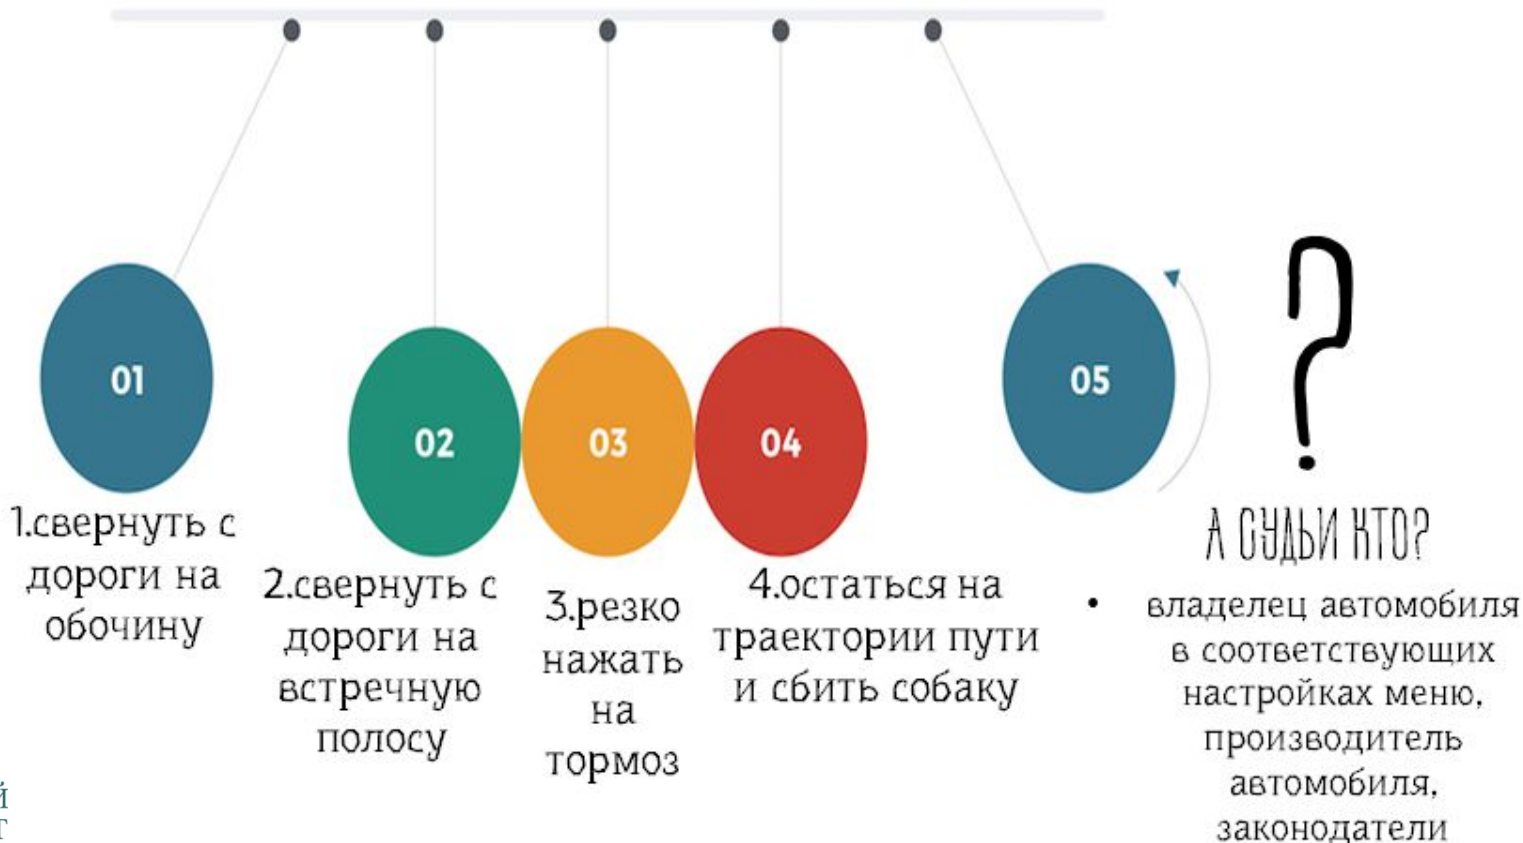 01
02
03
04
05
?
1.свернуть с
дороги на
обочину
2.свернуть с
дороги на
встречную
полосу
3.резко
нажать
на
тормоз
4.остаться на
траектории пути
и сбить собаку
А СУДЬИ КТО?
• владелец автомобиля
в соответствующих
настройках меню,
производитель
автомобиля,
законодатели
Й
Т